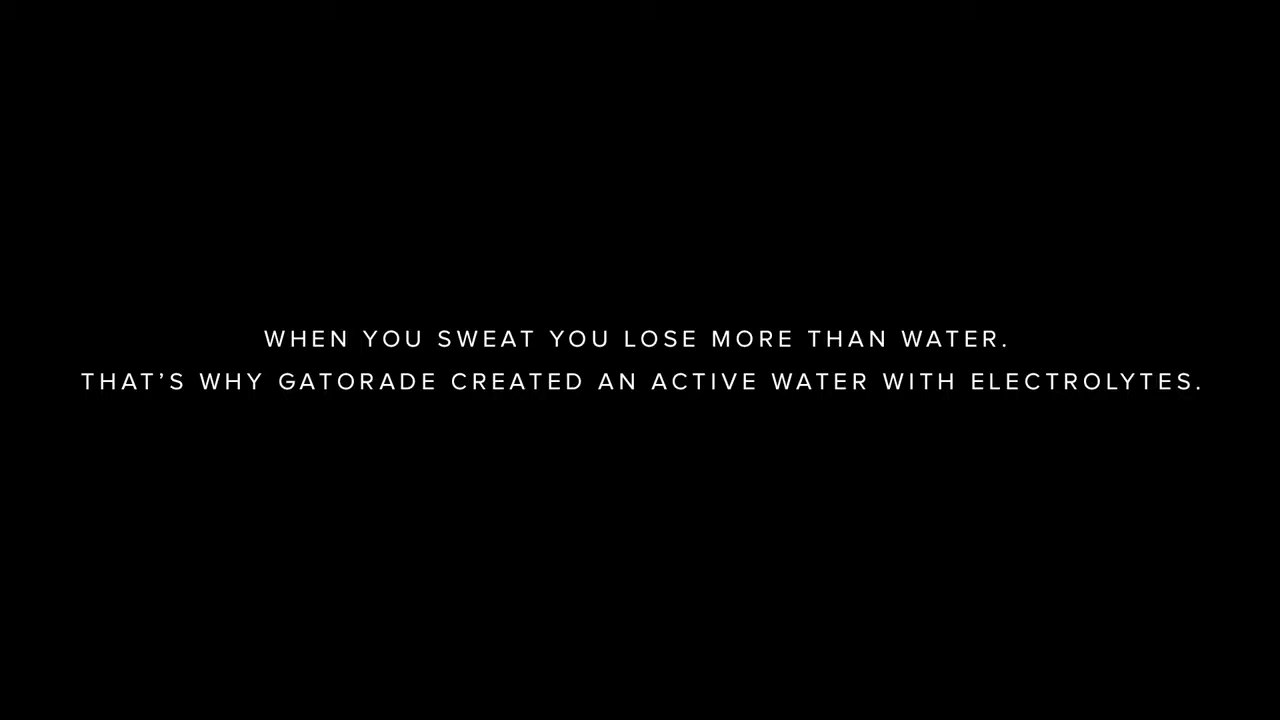 WHEN YOU SWEAT YOU LOSE MORE THAN WATER.
THAT’S WHY GATORADE CREATED AN ACTIVE WATER WITH ELECTROLYTES.